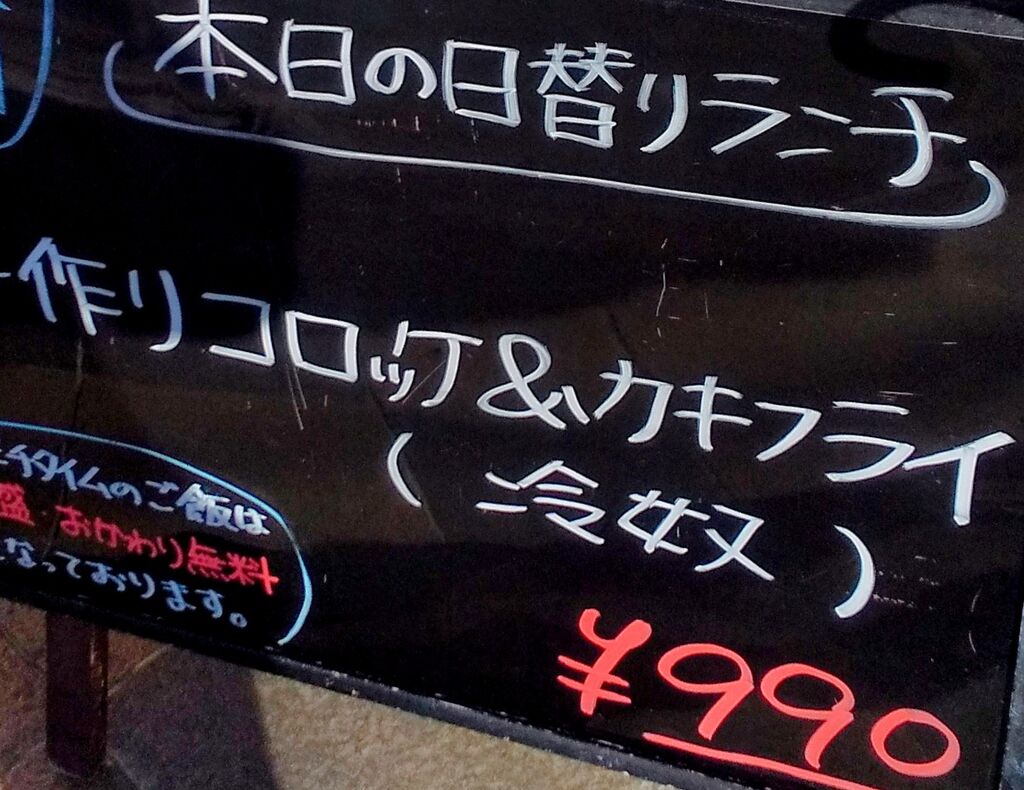 本日の日替りランチ
作りコロッケ&カキフライ
(冷奴)
チタイムのご飯は
盛・おかわり無料
なっております。
¥990